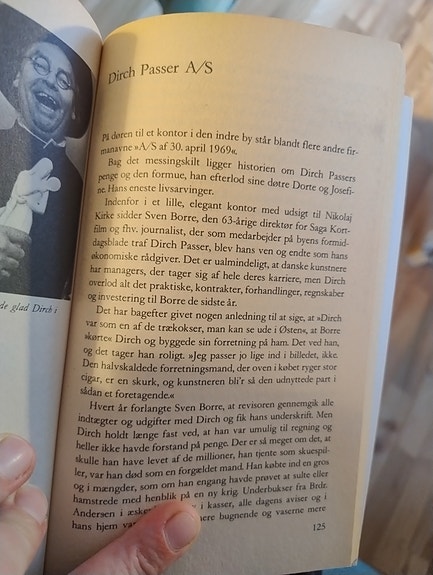 Dirch Passer A/S
På døren til et kontor i den indre by står blandt flere andre fir-
manavne »A/S af 30. april 1969«.
Bag det messingskilt ligger historien om Dirch Passers
penge og den formue, han efterlod sine døtre Dorte og Josefi-
ne. Hans eneste livsarvinger.
Indenfor i et lille, elegant kontor med udsigt til Nikolaj
Kirke sidder Sven Borre, den 63-årige direktør for Saga Kort-
film og fhv. journalist, der som medarbejder på byens formid-
dagsblade traf Dirch Passer, blev hans ven og endte som hans
økonomiske rådgiver. Det er ualmindeligt, at danske kunstnere
har managers, der tager sig af hele deres karriere, men Dirch
overlod alt det praktiske, kontrakter, forhandlinger, regnskaber
og investering til Borre de sidste år.
Det har bagefter givet nogen anledning til at sige, at »Dirch
var som en af de trækokser, man kan se ude i Østen«, at Borre
»kørte« Dirch og byggede sin forretning på ham. Det ved han,
og det tager han roligt. »Jeg passer jo lige ind i billedet, ikke.
Den halvskaldede forretningsmand, der oven i købet ryger stor
cigar, er en skurk, og kunstneren bli'r så den udnyttede part i
sådan et foretagende.«
Hvert år forlangte Sven Borre, at revisoren gennemgik alle
indtægter og udgifter med Dirch og fik hans underskrift. Men
Dirch holdt længe fast ved, at han var umulig til regning og
heller ikke havde forstand på penge. Der er så meget om det, at
skulle han have levet af de millioner, han tjente som skuespil-
ler, var han død som en forgældet mand. Han købte ind en gros
og i mængder, som om han engang havde prøvet at sulte eller
hamstrede med henblik på en ny krig. Underbukser fra Brdr.
Andersen i æsker i kasser, alle dagens aviser og i
hans hjem var mere bugnende og vaserne mere
125
de glad Dirch i